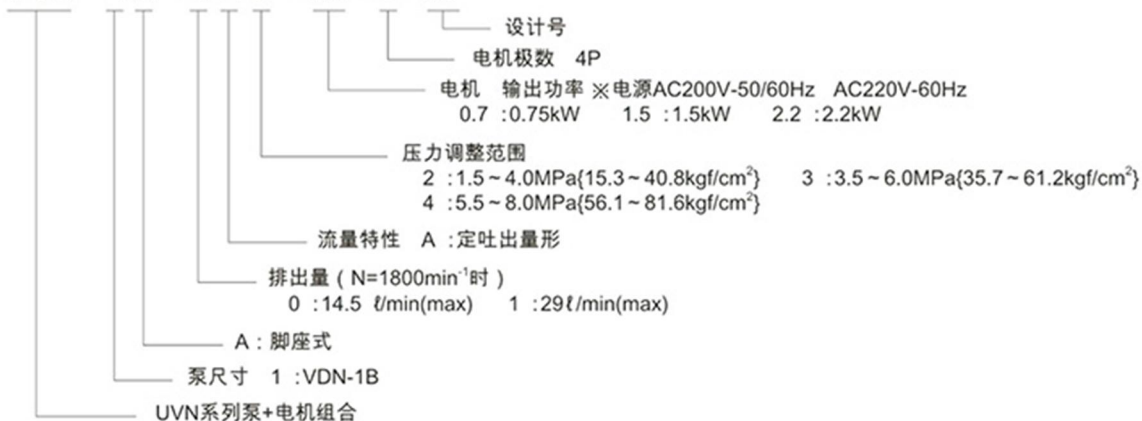 设计号
电机极数 4P
电机 输出功率 ※电源AC200V-50/60Hz AC220V-60Hz
0.7 :0.75kW 1.5 :1.5kW 2.2 :2.2kW
压力调整范围
2 :1.5~4.0MPa{15.3~40.8kgf/cm²} 3 :3.5~6.0MPa{35.7~61.2kgf/cm²}
4 :5.5~8.0MPa{56.1~81.6kgf/cm²}
流量特性 A :定吐出量形
排出量 ( N=1800min⁻¹时 )
0 :14.5 ℓ/min(max) 1 :29ℓ/min(max)
A : 脚座式
泵尺寸 1 :VDN-1B
UVN系列泵+电机组合